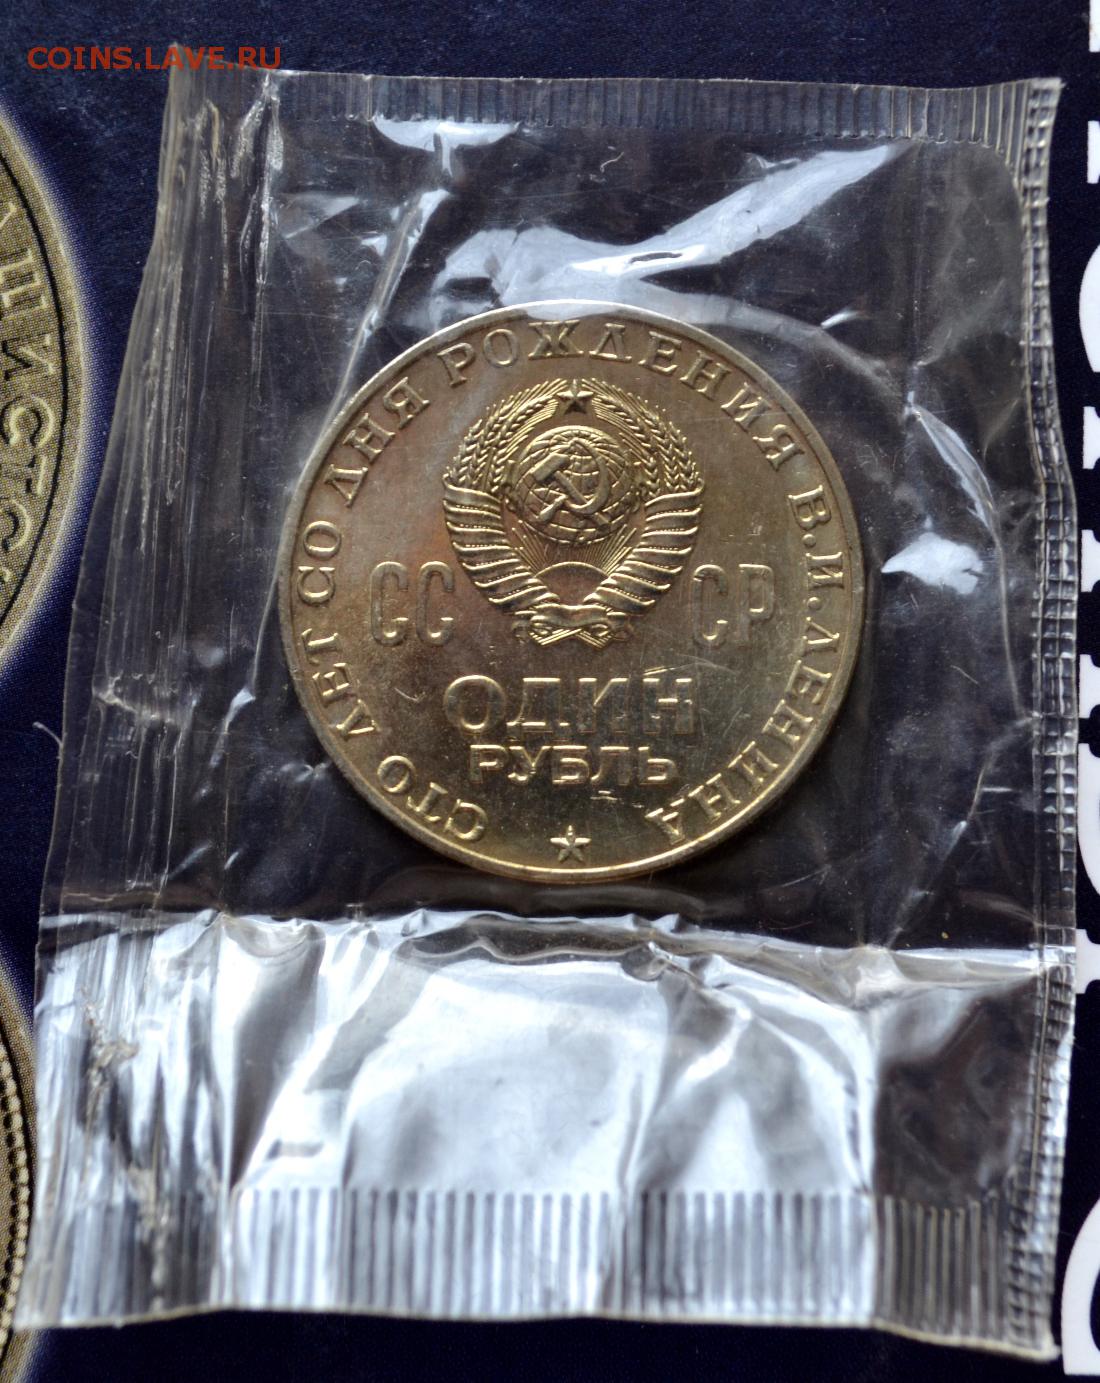 COINS.LAVE.RU
СТО ЛЕТ СО ДНЯ РОЖДЕНИЯ В.И.ЛЕНИНА
СС СР
ОДИН
РУБЛЬ